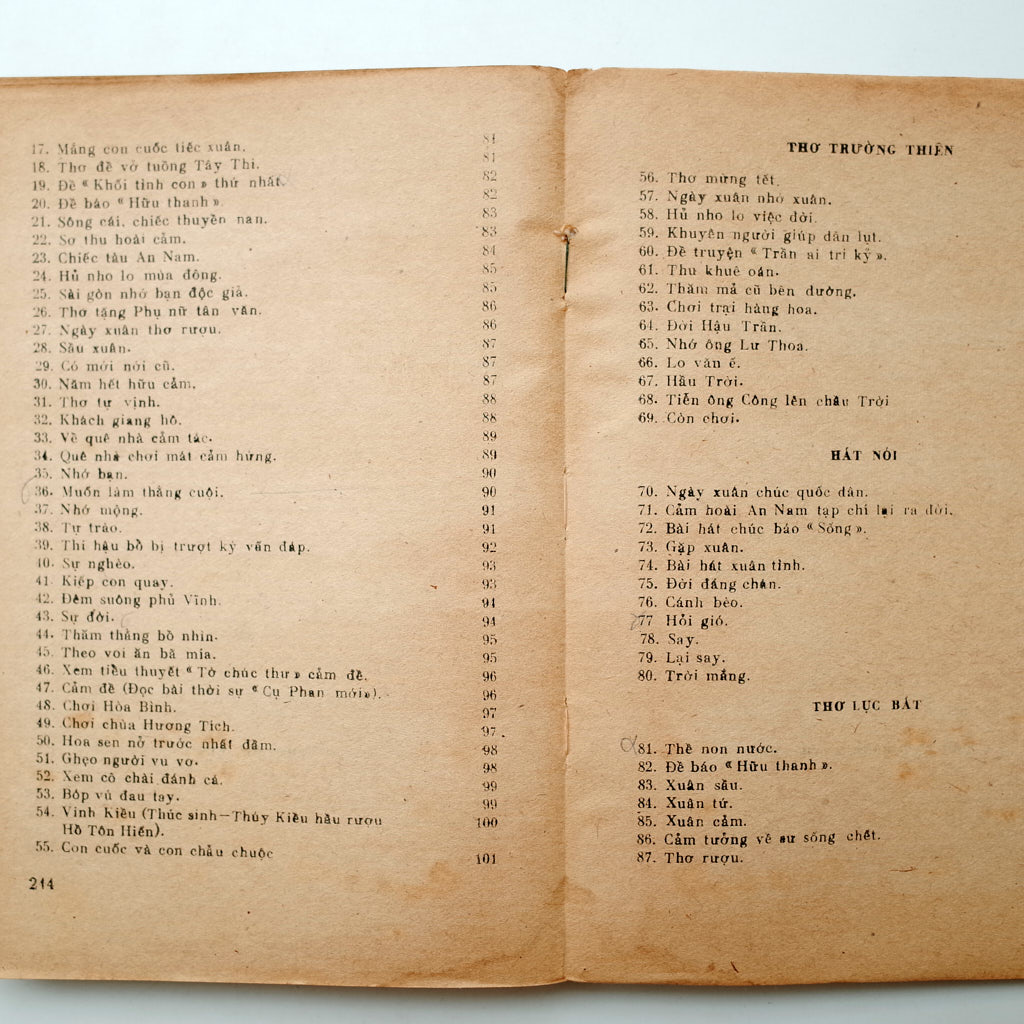 17. Mắng con cuốc tiếc xuân. 81
18. Thơ đề vở tuồng Tây Thi. 81
19. Đề “Khối tình con» thứ nhất. 82
20. Đề báo “Hữu thanh». 82
21. Sông cái, chiếc thuyền nan. 83
22. Sơ thu hoài cảm. 83
23. Chiếc tàu An Nam. 84
24. Hủ nho lo mùa đông. 85
25. Sài gòn nhớ bạn độc giả. 85
26. Thơ tặng Phụ nữ tân văn. 86
27. Ngày xuân thơ rượu. 86
28. Sầu xuân. 87
29. Có mới nới cũ. 87
30. Năm hết hữu cảm. 87
31. Thơ tự vịnh. 88
32. Khách giang hồ. 88
33. Về quê nhà cảm tác. 89
34. Quê nhà chơi mát cảm hứng. 89
35. Nhớ bạn. 90
36. Muốn làm thằng cuội. 90
37. Nhớ mộng. 91
38. Tự trào. 91
39. Thi hậu bồ bị trượt kỳ vấn đáp. 92
40. Sự nghèo. 93
41. Kiếp con quay. 93
42. Đêm suông phủ Vĩnh. 94
43. Sự đời. 94
44. Thăm thằng bồ nhìn. 95
45. Theo voi ăn bã mía. 95
46. Xem tiểu thuyết “Tờ chúc thư» cảm đề. 96
47. Cảm đề (Đọc bài thời sự “Cụ Phan mới»). 96
48. Chơi Hòa Bình. 97
49. Chơi chùa Hương Tích. 97
50. Hoa sen nở trước nhất đầm. 98
51. Ghẹo người vu vơ. 98
52. Xem cô chài đánh cá. 99
53. Bóp vú đau tay. 99
54. Vịnh Kiều (Thúc sinh—Thúy Kiều hầu rượu
Hồ Tôn Hiến). 100
55. Con cuốc và con chẫu chuộc 101
214
THƠ TRƯỜNG THIÊN
56. Thơ mừng tết.
57. Ngày xuân nhớ xuân.
58. Hủ nho lo việc đời.
59. Khuyên người giúp dân lụt.
60. Đề truyện “Trần ai tri kỷ».
61. Thu khuê oán.
62. Thăm mả cũ bên đường.
63. Chơi trại hàng hoa.
64. Đời Hậu Trần.
65. Nhớ ông Lư Thoa.
66. Lo văn ế.
67. Hầu Trời.
68. Tiễn ông Công lên chầu Trời
69. Còn chơi.
HÁT NÓI
70. Ngày xuân chúc quốc dân.
71. Cảm hoài An Nam tạp chí lại ra đời.
72. Bài hát chúc báo “Sống».
73. Gặp xuân.
74. Bài hát xuân tình.
75. Đời đáng chán.
76. Cánh bèo.
77 Hỏi gió.
78. Say.
79. Lại say.
80. Trời mắng.
THƠ LỤC BÁT
81. Thề non nước.
82. Đề báo “Hữu thanh».
83. Xuân sầu.
84. Xuân tứ.
85. Xuân cảm.
86. Cảm tưởng về sự sống chết.
87. Thơ rượu.